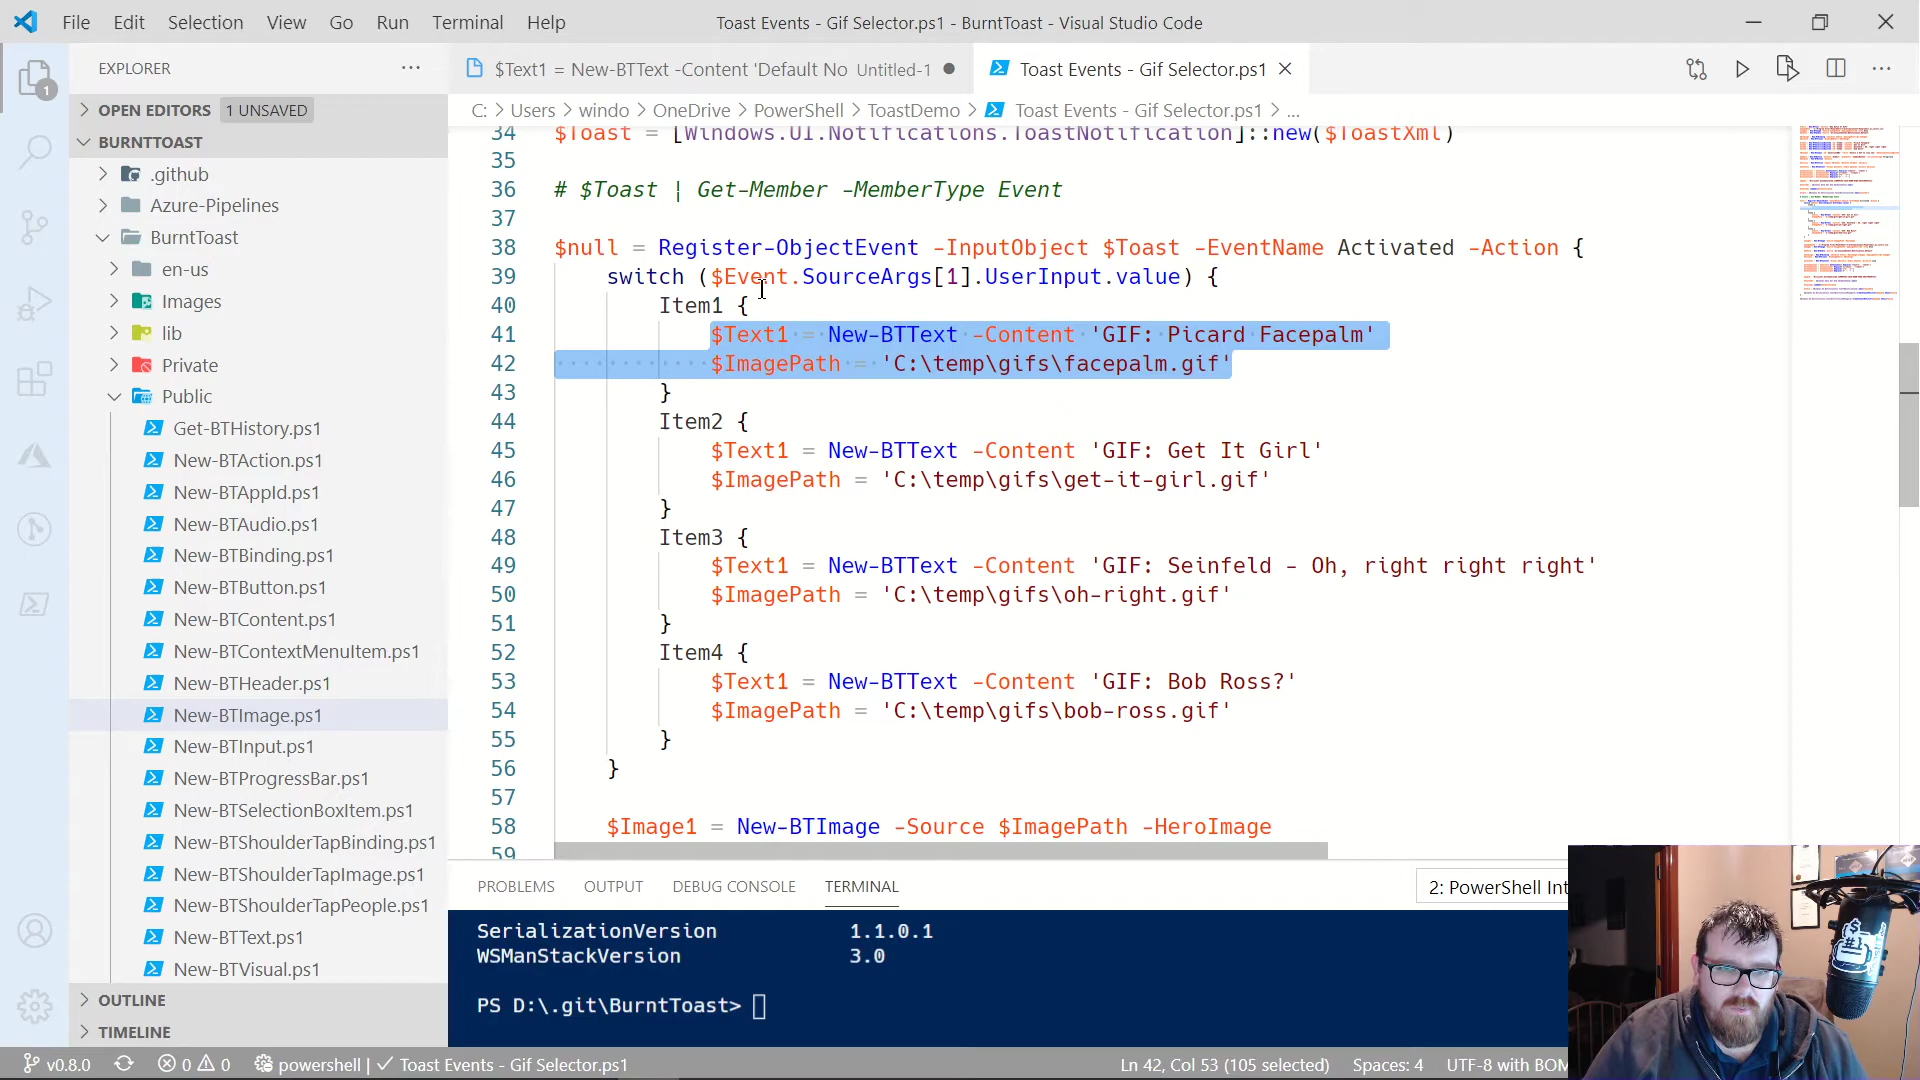 File Edit Selection View Go Run Terminal Help
Toast Events - Gif Selector.ps1 - BurntToast - Visual Studio Code
EXPLORER
1
OPEN EDITORS 1 UNSAVED
BURNTTOAST
.github
Azure-Pipelines
BurntToast
en-us
Images
lib
Private
Public
Get-BTHistory.ps1
New-BTAction.ps1
New-BTAppId.ps1
New-BTAudio.ps1
New-BTBinding.ps1
New-BTButton.ps1
New-BTContent.ps1
New-BTContextMenuItem.ps1
New-BTHeader.ps1
New-BTImage.ps1
New-BTInput.ps1
New-BTProgressBar.ps1
New-BTSelectionBoxItem.ps1
New-BTShoulderTapBinding.ps1
New-BTShoulderTapImage.ps1
New-BTShoulderTapPeople.ps1
New-BTText.ps1
New-BTVisual.ps1
OUTLINE
TIMELINE
$Text1 = New-BTText -Content 'Default No Untitled-1
Toast Events - Gif Selector.ps1
C: > Users > windo > OneDrive > PowerShell > ToastDemo > Toast Events - Gif Selector.ps1 > ...
34 $Toast = [Windows.UI.Notifications.ToastNotification]::new($ToastXml)
35
36 # $Toast | Get-Member -MemberType Event
37
38 $null = Register-ObjectEvent -InputObject $Toast -EventName Activated -Action {
39 switch ($Event.SourceArgs[1].UserInput.value) {
40 Item1 {
41 $Text1 = New-BTText -Content 'GIF: Picard Facepalm'
42 $ImagePath = 'C:\temp\gifs\facepalm.gif'
43 }
44 Item2 {
45 $Text1 = New-BTText -Content 'GIF: Get It Girl'
46 $ImagePath = 'C:\temp\gifs\get-it-girl.gif'
47 }
48 Item3 {
49 $Text1 = New-BTText -Content 'GIF: Seinfeld - Oh, right right right'
50 $ImagePath = 'C:\temp\gifs\oh-right.gif'
51 }
52 Item4 {
53 $Text1 = New-BTText -Content 'GIF: Bob Ross?'
54 $ImagePath = 'C:\temp\gifs\bob-ross.gif'
55 }
56 }
57
58 $Image1 = New-BTImage -Source $ImagePath -HeroImage
59
PROBLEMS OUTPUT DEBUG CONSOLE TERMINAL
2: PowerShell Int
SerializationVersion 1.1.0.1
WSManStackVersion 3.0
PS D:\.git\BurntToast>
v0.8.0 0 0 powershell | Toast Events - Gif Selector.ps1
Ln 42, Col 53 (105 selected) Spaces: 4 UTF-8 with BOM